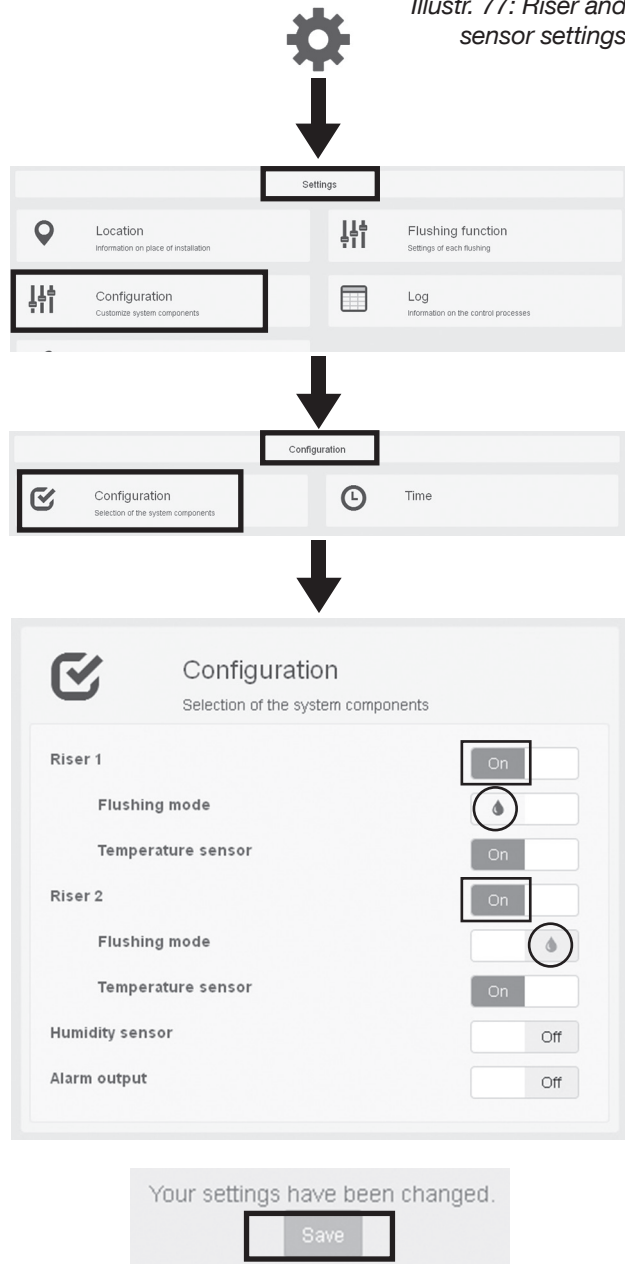 Illustr. 77: Riser and
sensor settings
Settings
Location
Information on place of installation
Flushing function
Settings of each flushing
Configuration
Customize system components
Log
Information on the control processes
Configuration
Configuration
Selection of the system components
Time
Configuration
Selection of the system components
Riser 1
On
Flushing mode
Temperature sensor
On
Riser 2
On
Flushing mode
Temperature sensor
On
Humidity sensor
Off
Alarm output
Off
Your settings have been changed.
Save